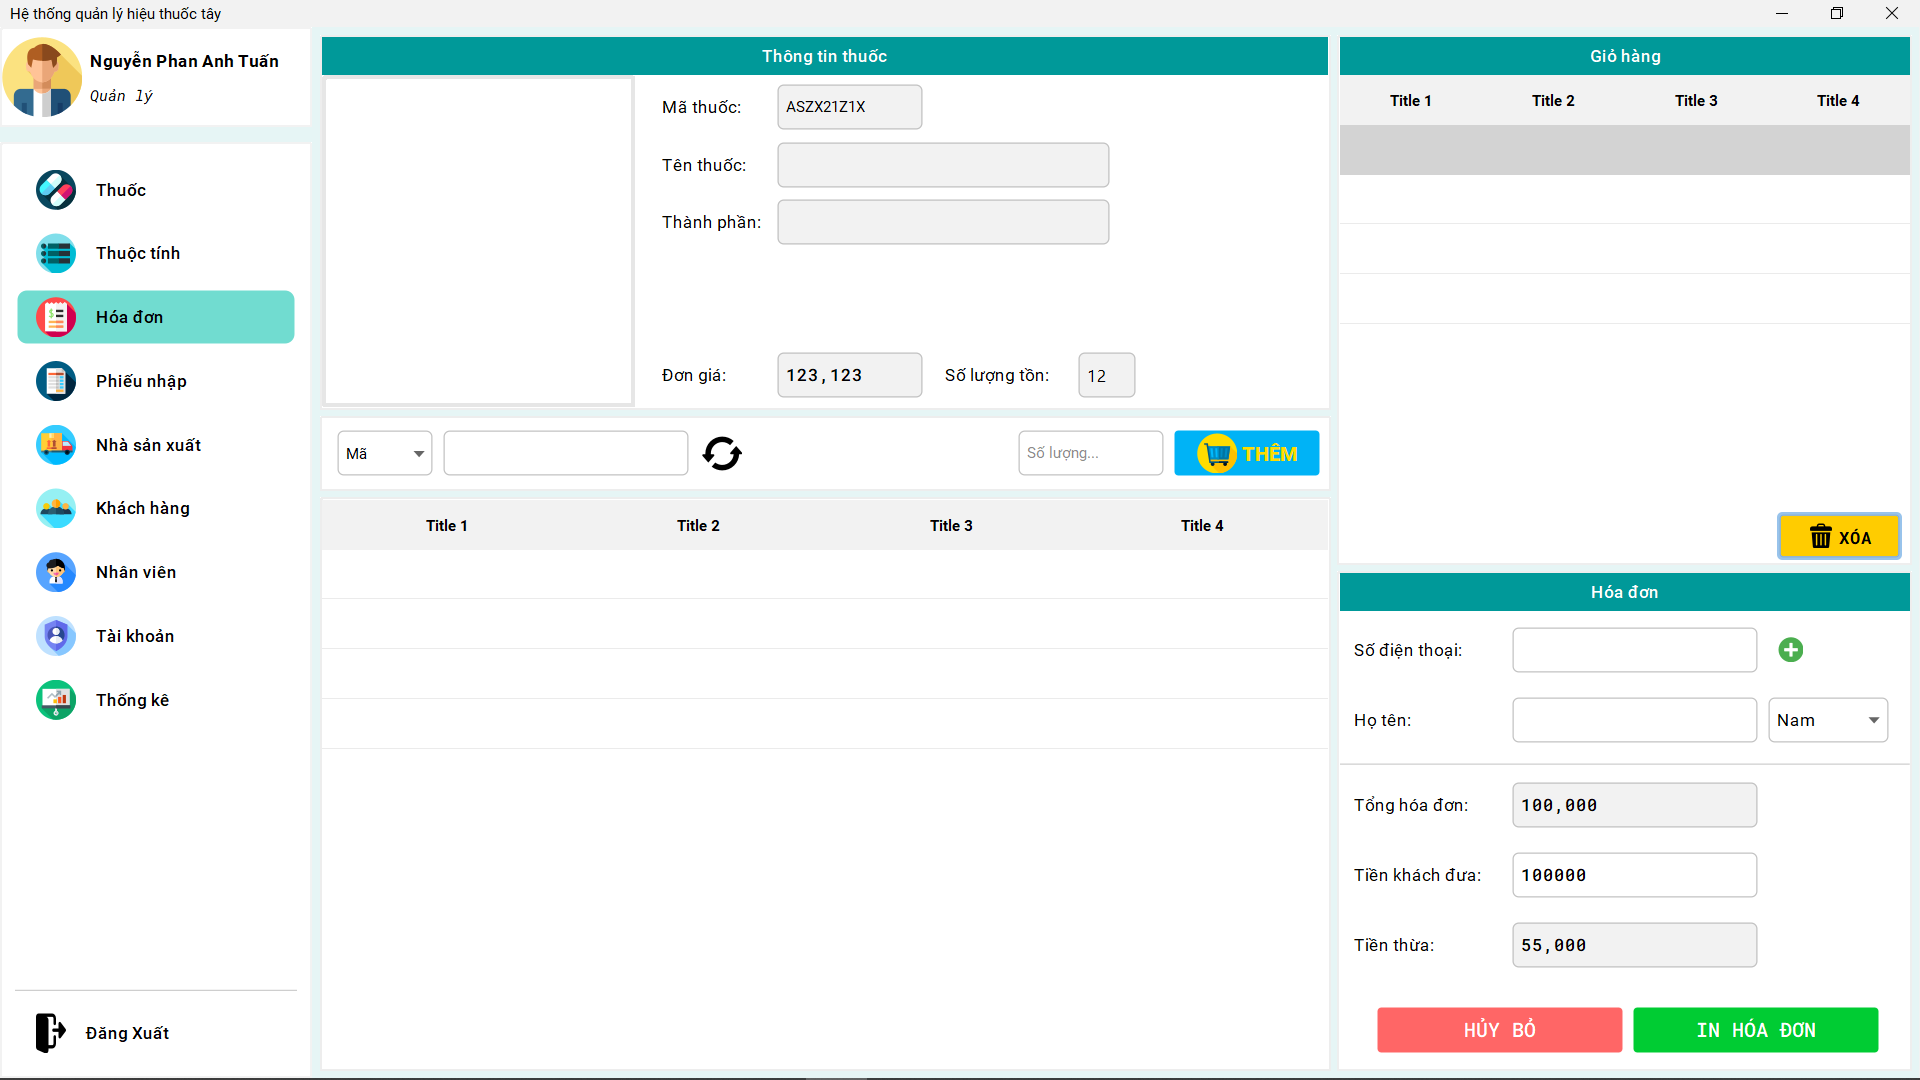 Hệ thống quản lý hiệu thuốc tây
Nguyễn Phan Anh Tuấn
Quản lý
Thuốc
Thuộc tính
Hóa đơn
Phiếu nhập
Nhà sản xuất
Khách hàng
Nhân viên
Tài khoản
Thống kê
Đăng Xuất
Thông tin thuốc
Mã thuốc: ASZX21Z1X
Tên thuốc:
Thành phần:
Đơn giá: 123,123 Số lượng tồn: 12
Mã Số lượng... THÊM
Title 1 Title 2 Title 3 Title 4
Giỏ hàng
Title 1 Title 2 Title 3 Title 4
XÓA
Hóa đơn
Số điện thoại:
Họ tên: Nam
Tổng hóa đơn: 100,000
Tiền khách đưa: 100000
Tiền thừa: 55,000
HỦY BỎ IN HÓA ĐƠN